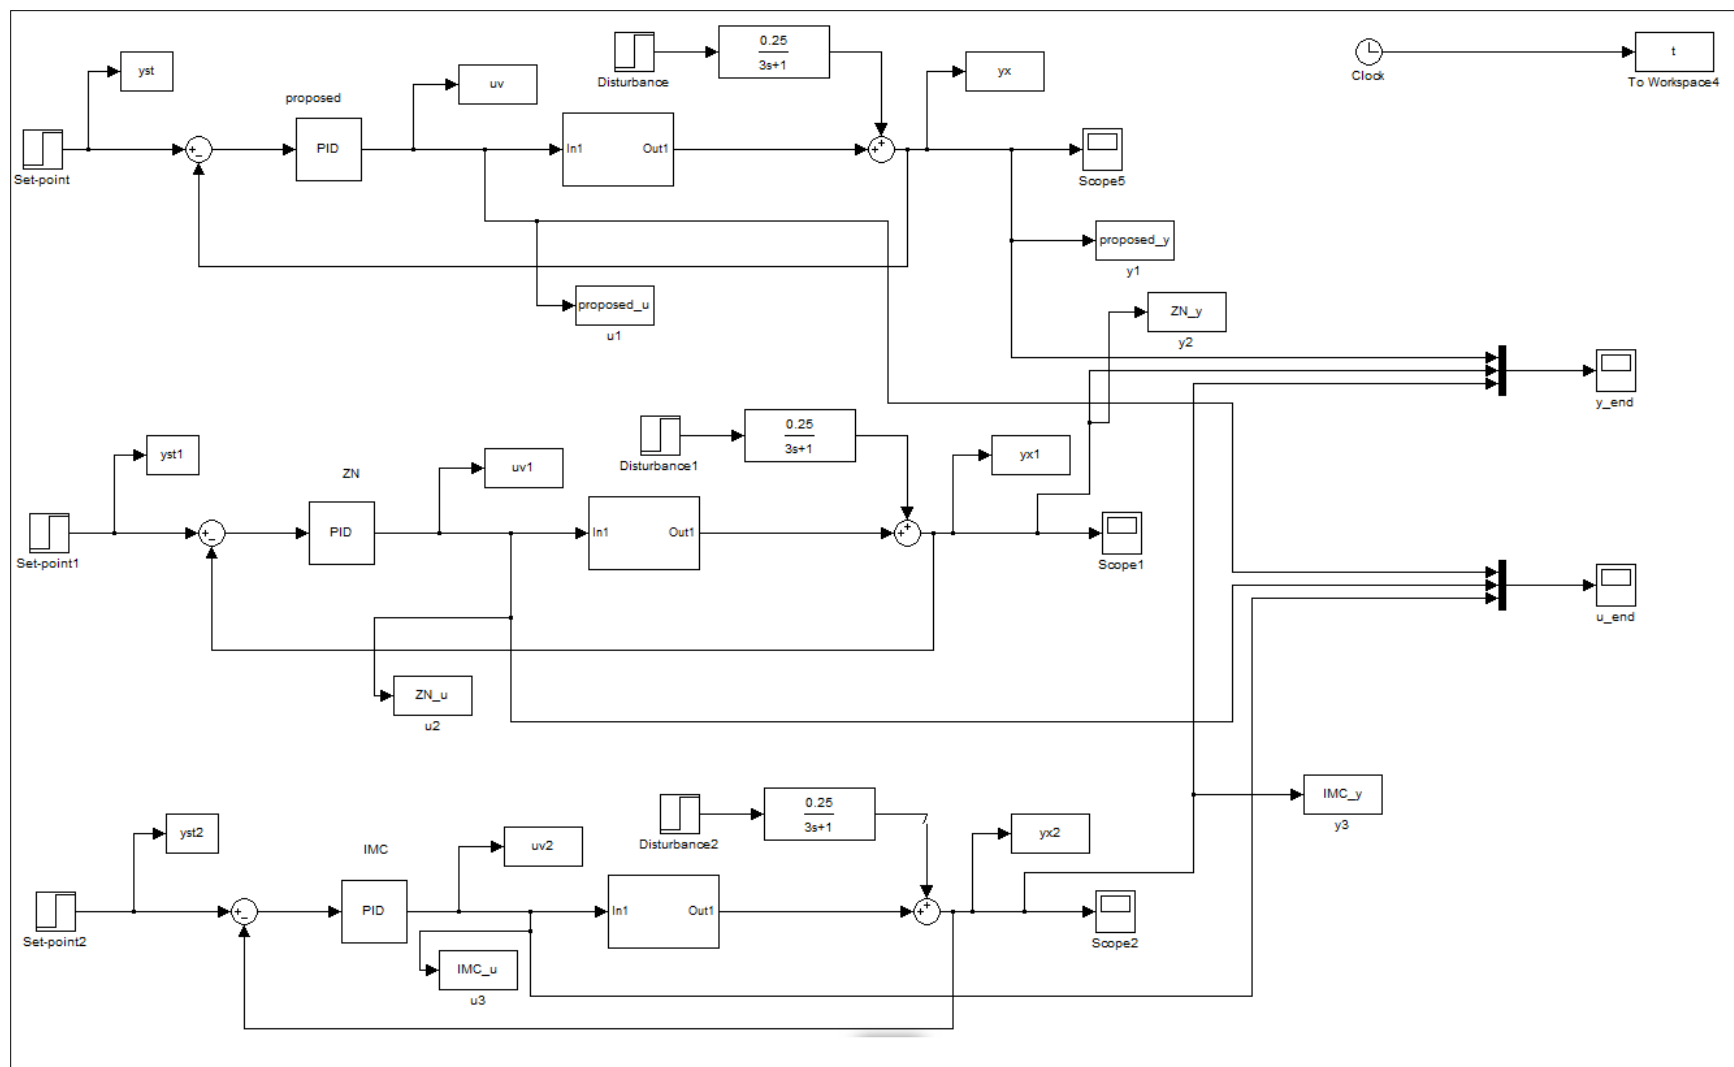 0.25
3s+1
Disturbance
yst
uv
yx
t
Clock
To Workspace4
proposed
PID
+
-
In1
Out1
+
+
Set-point
Scope5
proposed_y
y1
proposed_u
u1
ZN_y
y2
y_end
0.25
3s+1
Disturbance1
yst1
ZN
uv1
yx1
PID
+
-
In1
Out1
+
+
Set-point1
Scope1
u_end
ZN_u
u2
0.25
3s+1
Disturbance2
IMC_y
y3
yst2
IMC
uv2
yx2
PID
+
-
In1
Out1
+
+
Set-point2
Scope2
IMC_u
u3